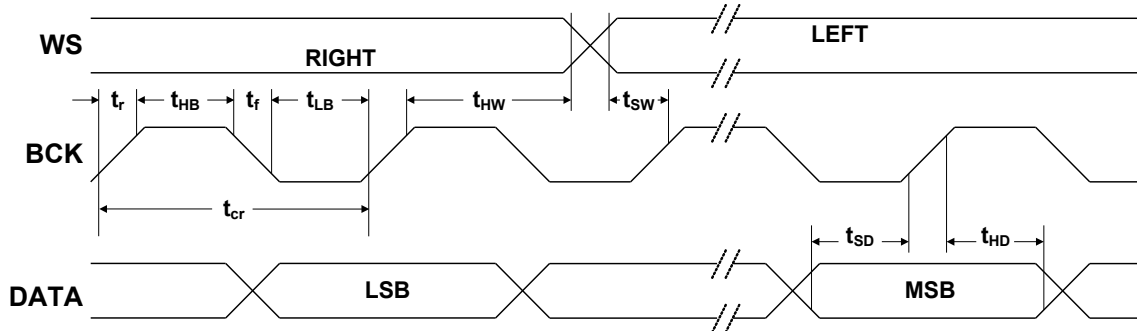 WS
RIGHT
LEFT
tr
tHB
tf
tLB
tHW
tSW
BCK
tcr
tSD
tHD
DATA
LSB
MSB